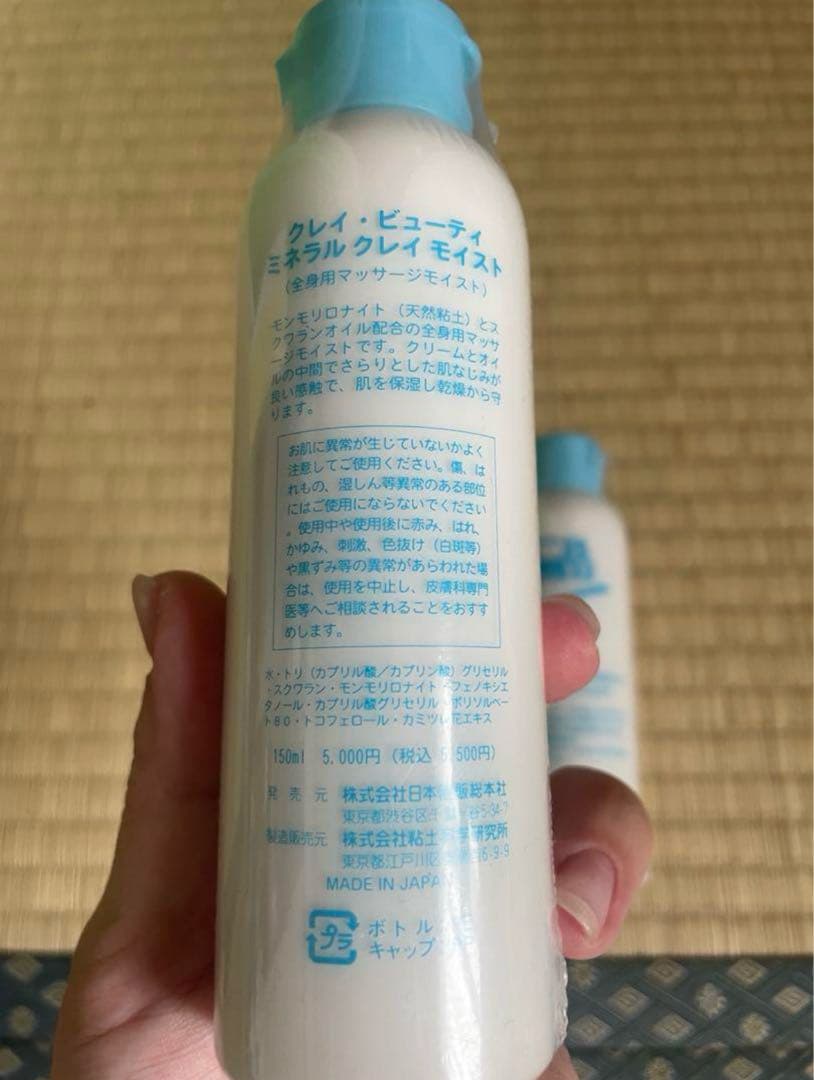 クレイ・ビューティ
ミネラル クレイ モイスト
(全身用マッサージモイスト)
モンモリロナイト(天然粘土)とス
クワランオイル配合の全身用マッサ
ージモイストです。クリームとオイ
ルの中間でさらりとした肌なじみが
良い感触で、肌を保湿し乾燥から守
ります。
お肌に異常が生じていないかよく
注意してご使用ください。傷、は
れもの、湿しん等異常のある部位
にはご使用にならないでください
。使用中や使用後に赤み、はれ、
かゆみ、刺激、色抜け(白斑等)
や黒ずみ等の異常があらわれた場
合は、使用を中止し、皮膚科専門
医等へご相談されることをおすす
めします。
水・トリ(カプリル酸/カプリン酸)グリセリル
・スクワラン・モンモリロナイト・フェノキシエ
タノール・カプリル酸グリセリル・ポリソルベー
ト80・トコフェロール・カミツレ花エキス
150ml 5,000円(税込 5,500円)
発売元 株式会社日本 販総本社
東京都渋谷区千 谷5-34-7
製造販売元 株式会社粘土科学研究所
東京都江戸川区 6-9-9
MADE IN JAPA
プラ ボトル
キャップ